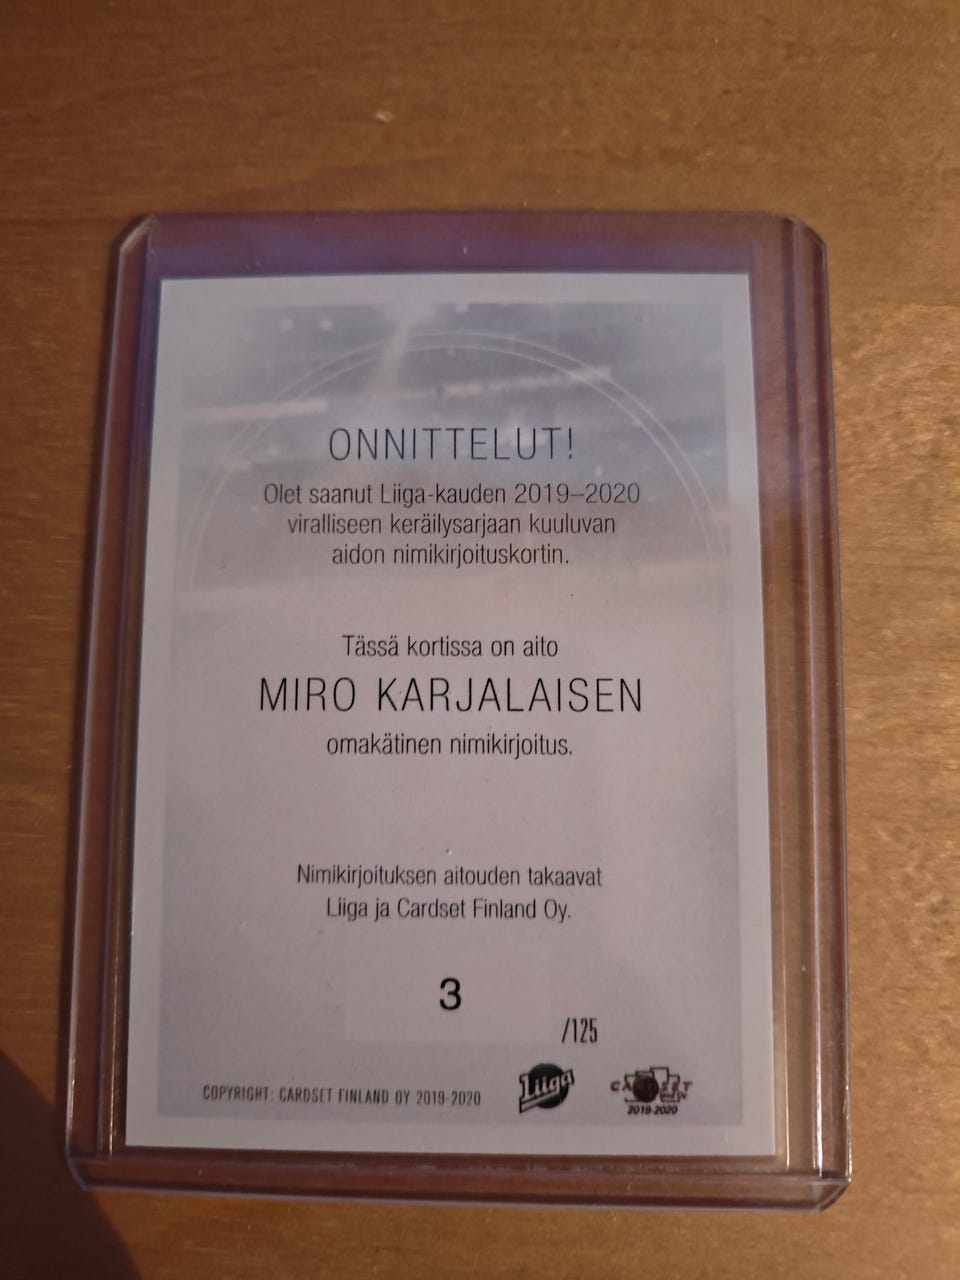 ONNITTELUT!
Olet saanut Liiga-kauden 2019–2020
viralliseen keräilysarjaan kuuluvan
aidon nimikirjoituskortin.
Tässä kortissa on aito
MIRO KARJALAISEN
omakätinen nimikirjoitus.
Nimikirjoituksen aitouden takaavat
Liiga ja Cardset Finland Oy.
3
/125
COPYRIGHT: CARDSET FINLAND OY 2019-2020
Liiga
CARDSET
2019-2020